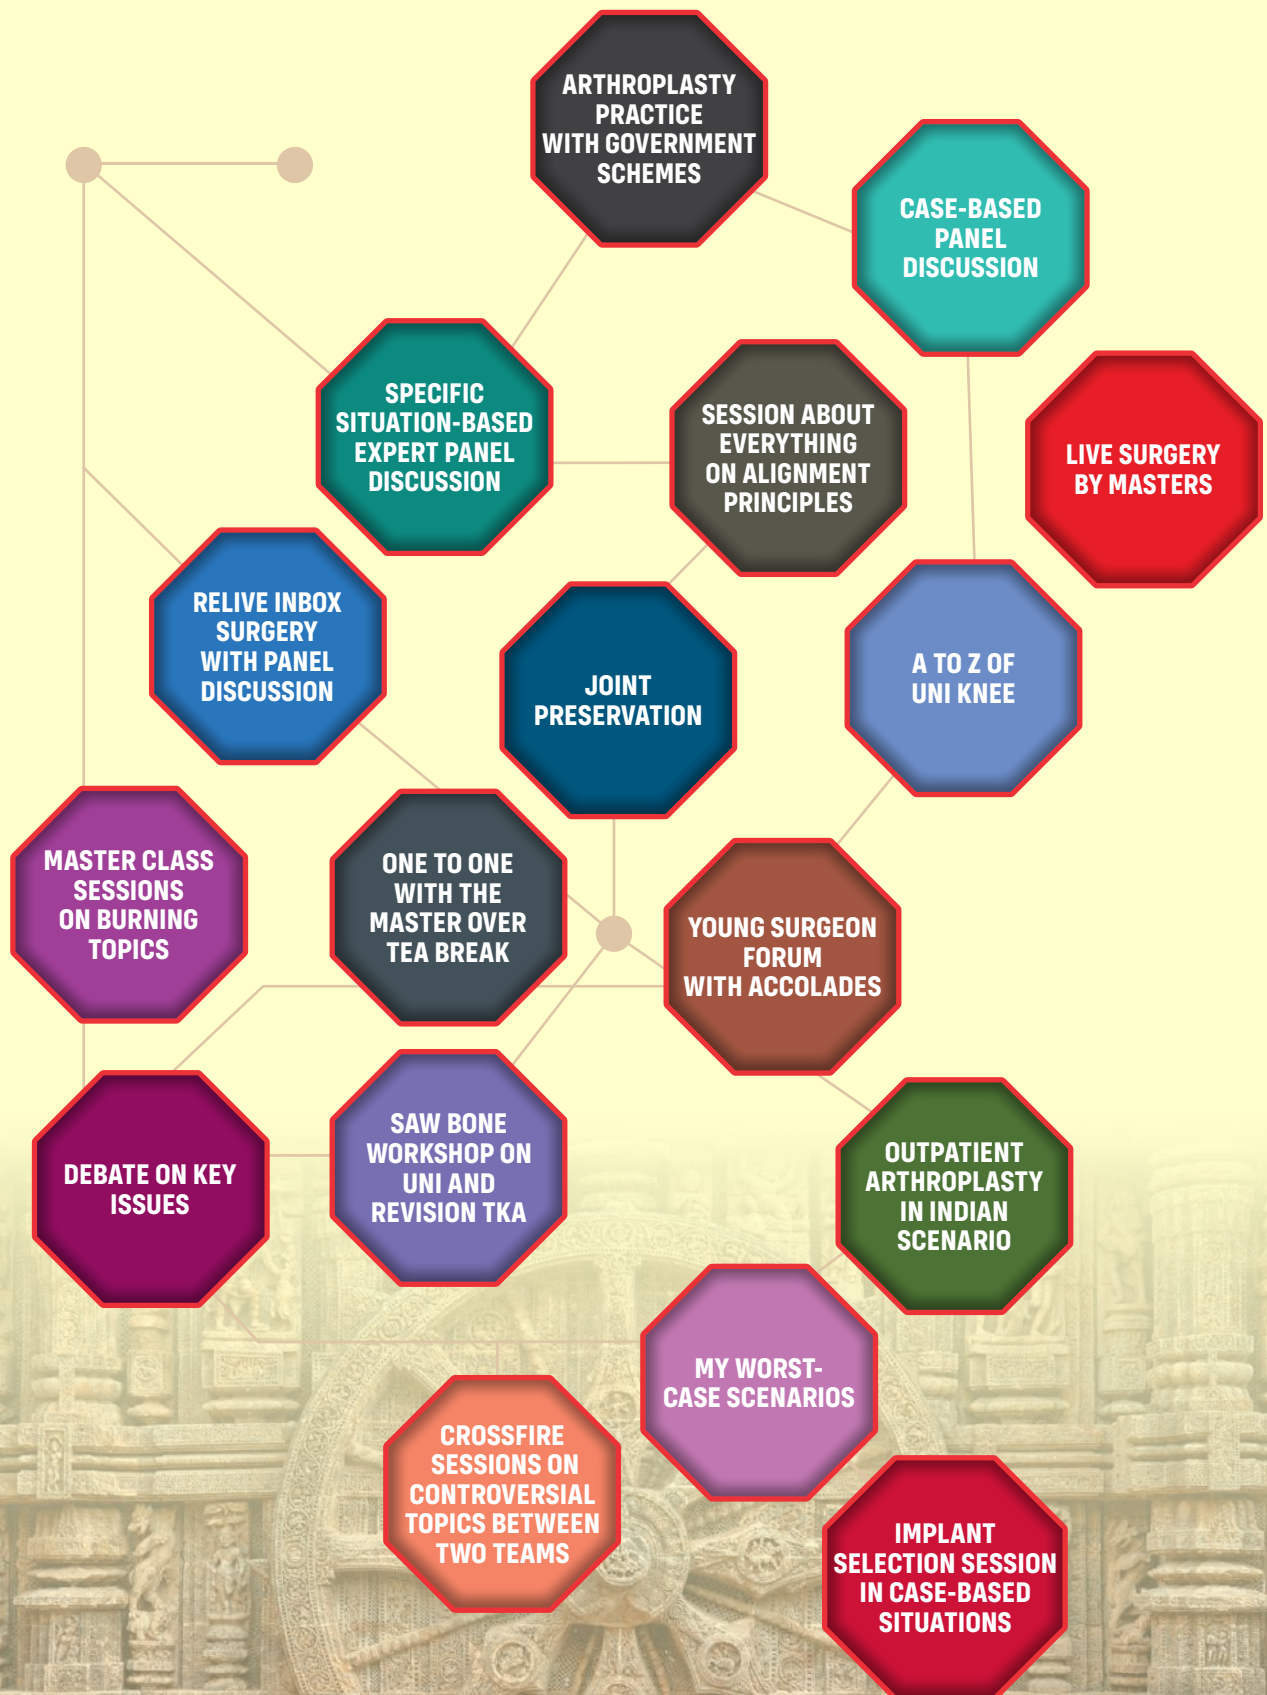 ARTHROPLASTY
PRACTICE
WITH GOVERNMENT
SCHEMES
CASE-BASED
PANEL
DISCUSSION
SPECIFIC
SITUATION-BASED
EXPERT PANEL
DISCUSSION
SESSION ABOUT
EVERYTHING
ON ALIGNMENT
PRINCIPLES
LIVE SURGERY
BY MASTERS
RELIVE INBOX
SURGERY
WITH PANEL
DISCUSSION
JOINT
PRESERVATION
A TO Z OF
UNI KNEE
MASTER CLASS
SESSIONS
ON BURNING
TOPICS
ONE TO ONE
WITH THE
MASTER OVER
TEA BREAK
YOUNG SURGEON
FORUM
WITH ACCOLADES
DEBATE ON KEY
ISSUES
SAW BONE
WORKSHOP ON
UNI AND
REVISION TKA
OUTPATIENT
ARTHROPLASTY
IN INDIAN
SCENARIO
MY WORST-
CASE SCENARIOS
CROSSFIRE
SESSIONS ON
CONTROVERSIAL
TOPICS BETWEEN
TWO TEAMS
IMPLANT
SELECTION SESSION
IN CASE-BASED
SITUATIONS